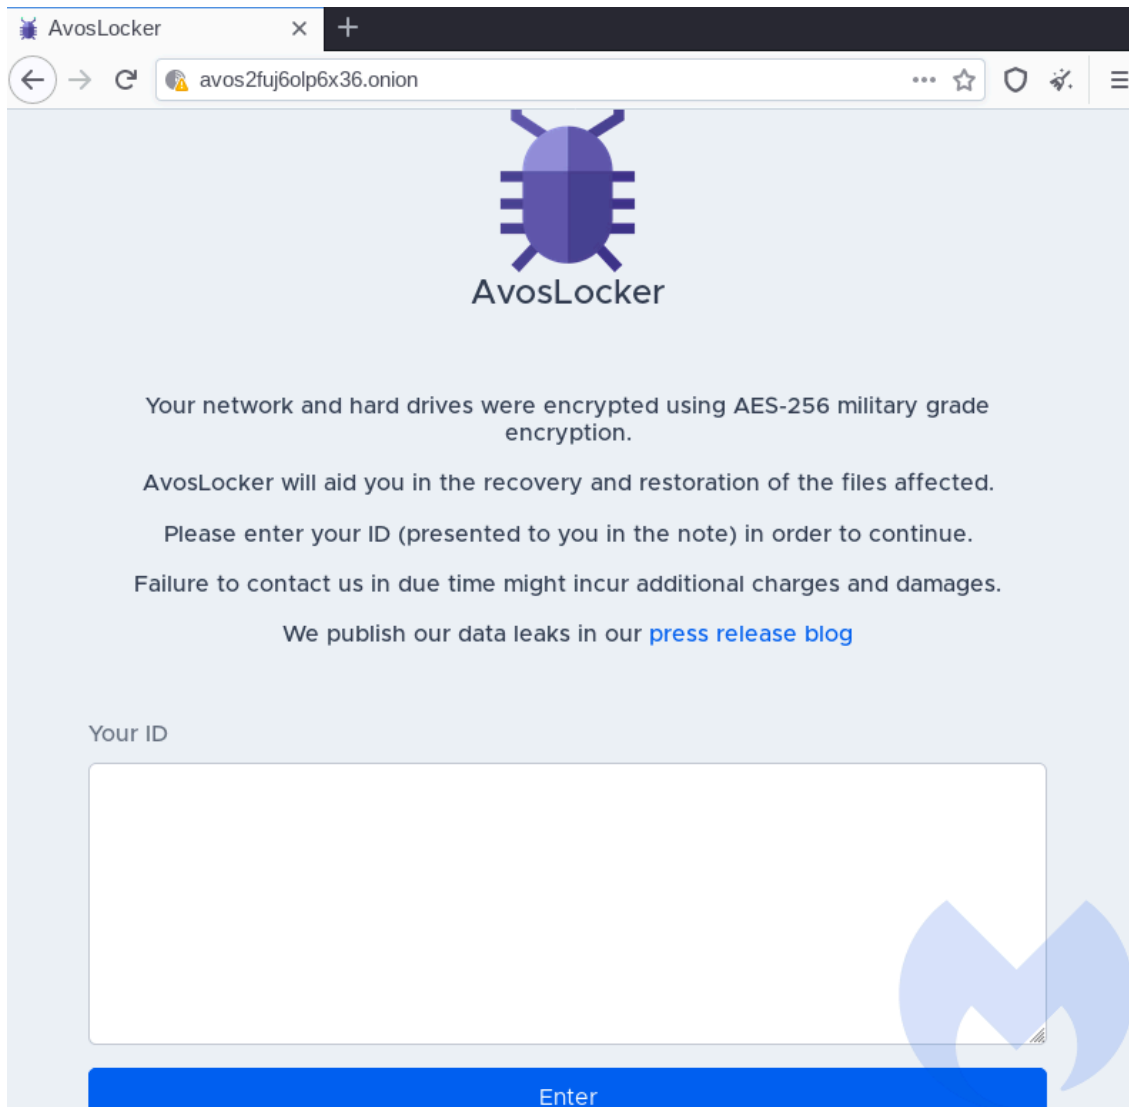 AvosLocker
avos2fuj6olp6x36.onion
AvosLocker
Your network and hard drives were encrypted using AES-256 military grade
encryption.
AvosLocker will aid you in the recovery and restoration of the files affected.
Please enter your ID (presented to you in the note) in order to continue.
Failure to contact us in due time might incur additional charges and damages.
We publish our data leaks in our press release blog
Your ID
Enter